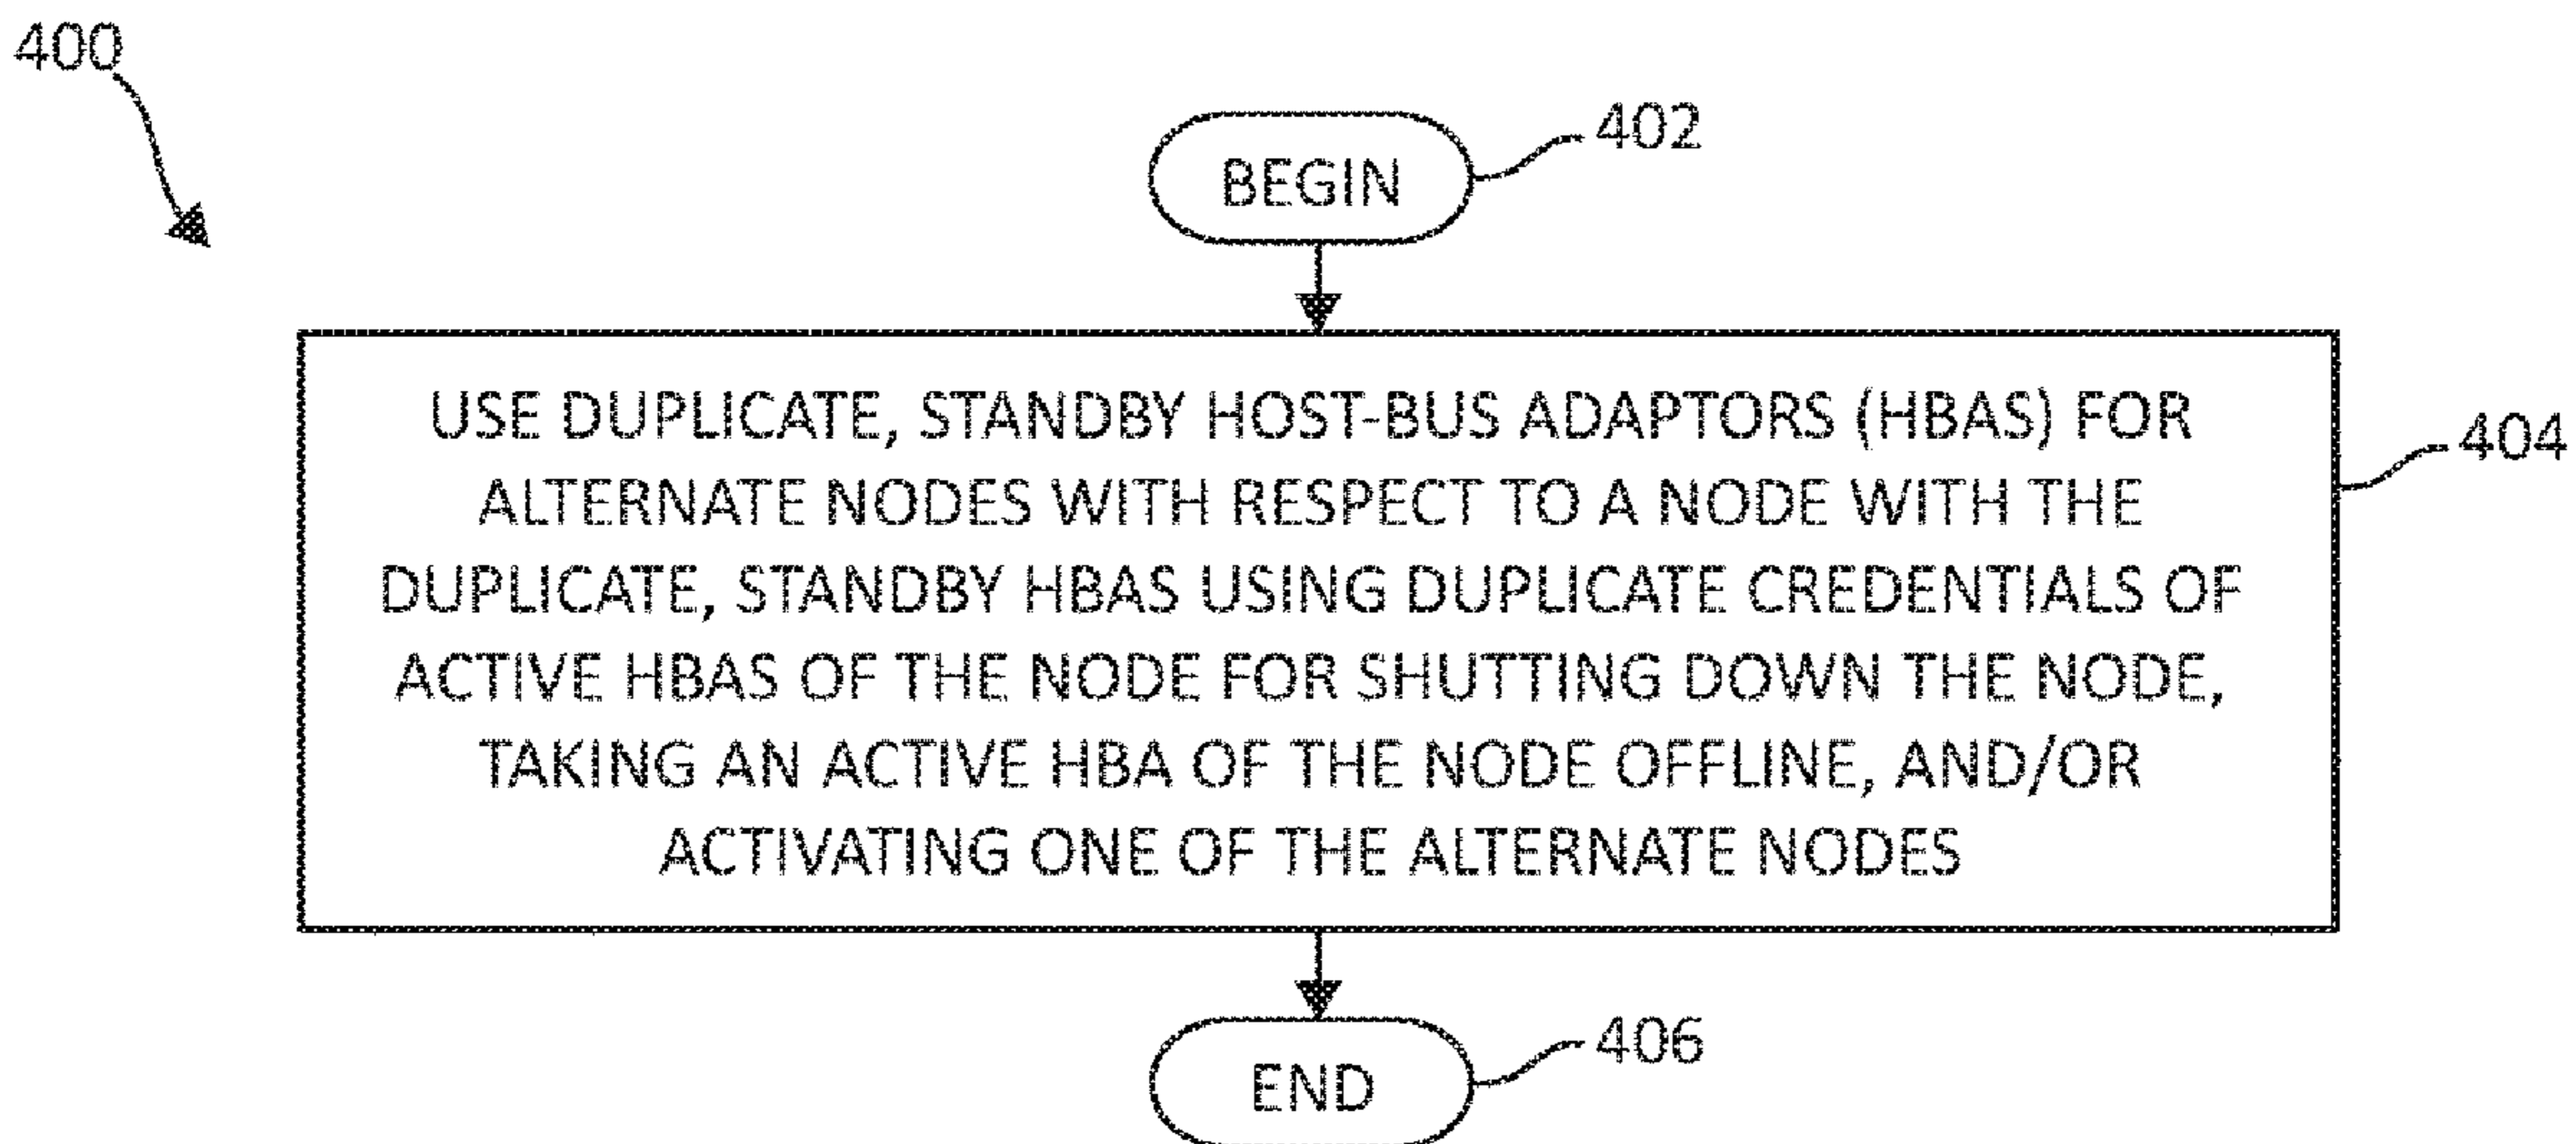 400
BEGIN
402
USE DUPLICATE, STANDBY HOST-BUS ADAPTORS (HBAS) FOR
ALTERNATE NODES WITH RESPECT TO A NODE WITH THE
DUPLICATE, STANDBY HBAS USING DUPLICATE CREDENTIALS OF
ACTIVE HBAS OF THE NODE FOR SHUTTING DOWN THE NODE,
TAKING AN ACTIVE HBA OF THE NODE OFFLINE, AND/OR
ACTIVATING ONE OF THE ALTERNATE NODES
404
END
406